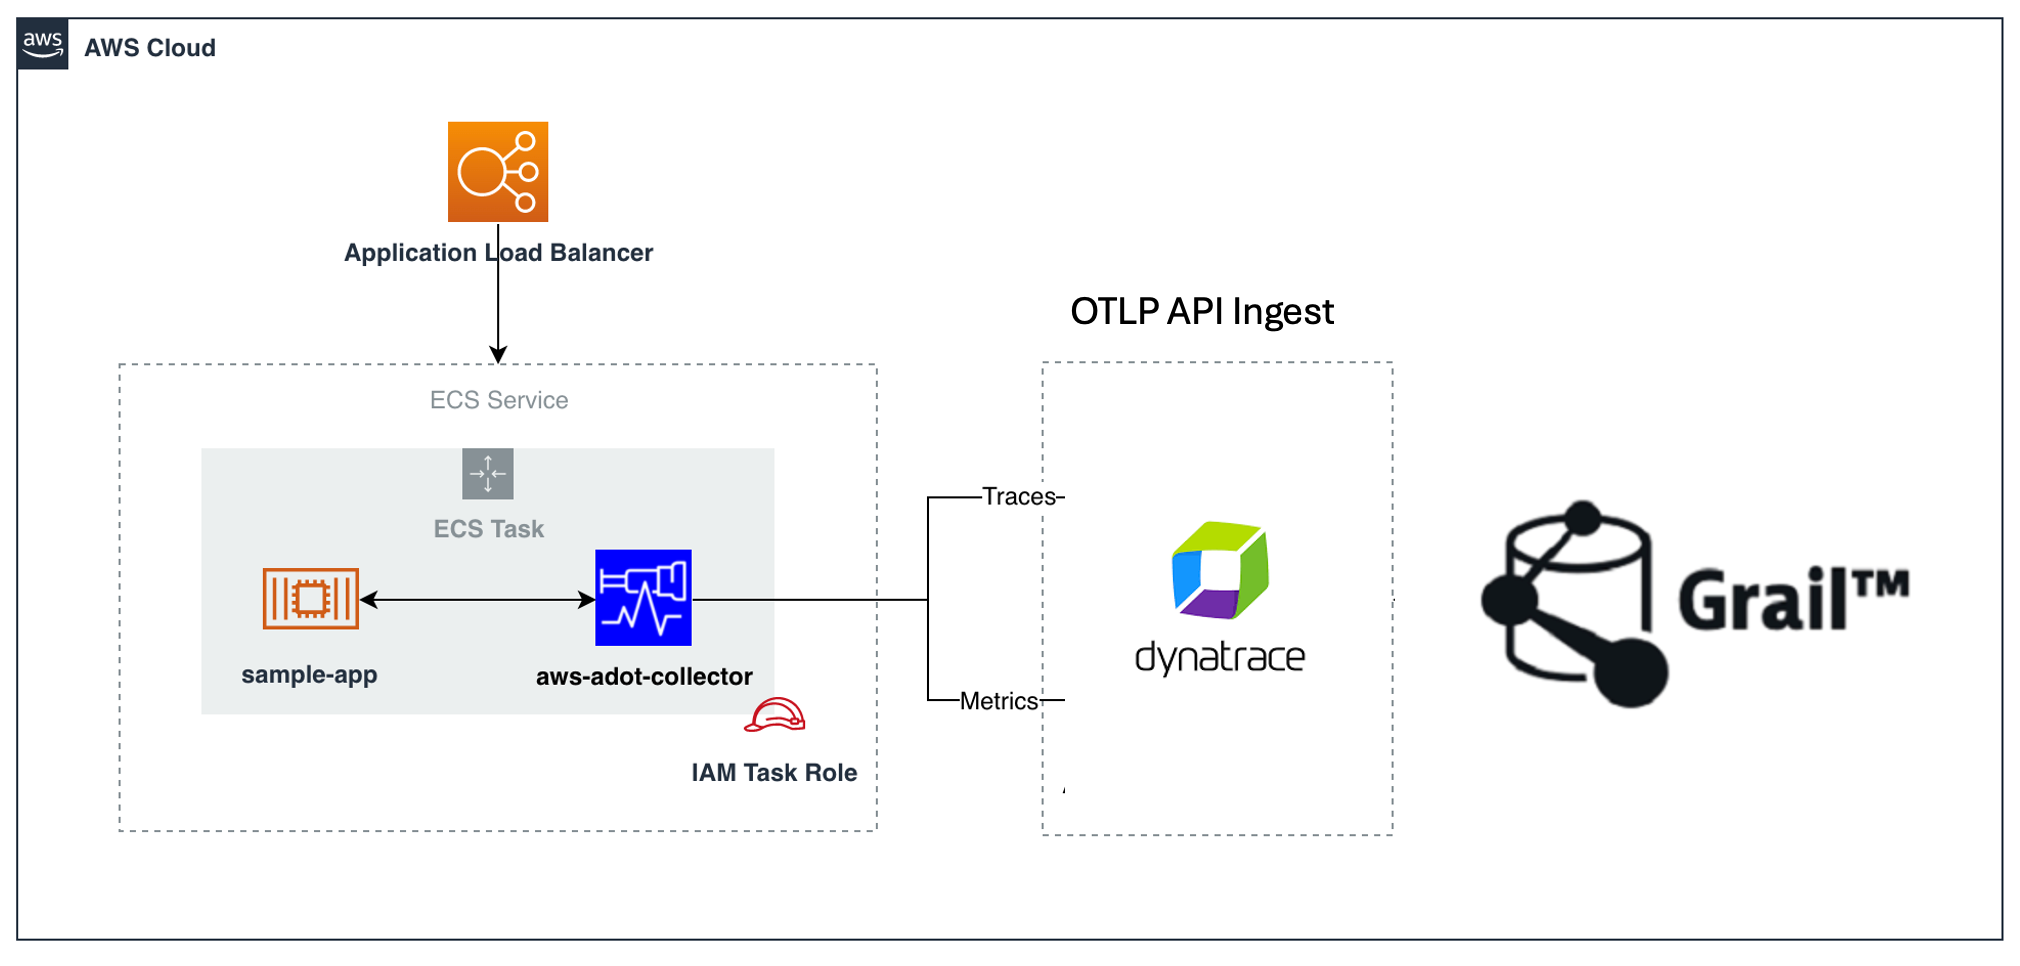 aws
AWS Cloud
Application Load Balancer
OTLP API Ingest
ECS Service
ECS Task
Traces
sample-app
aws-adot-collector
dynatrace
Grail™
Metrics
IAM Task Role